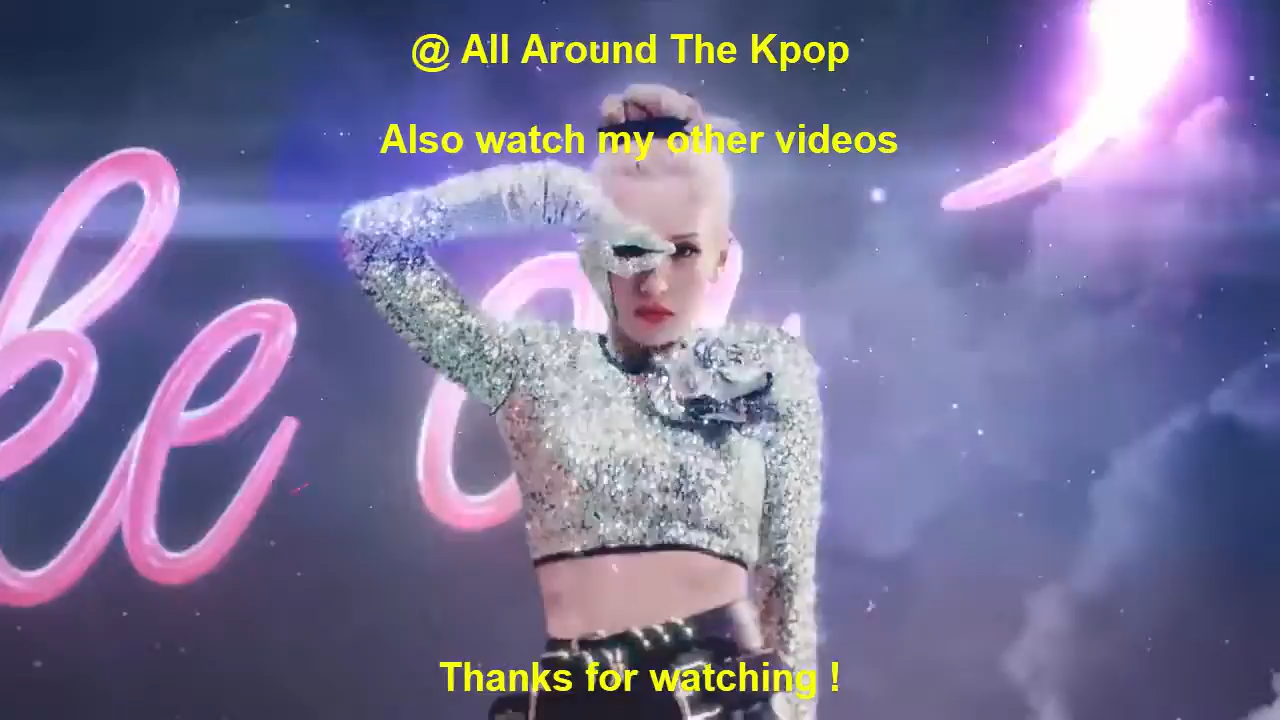 @ All Around The Kpop
Also watch my other videos
Thanks for watching !